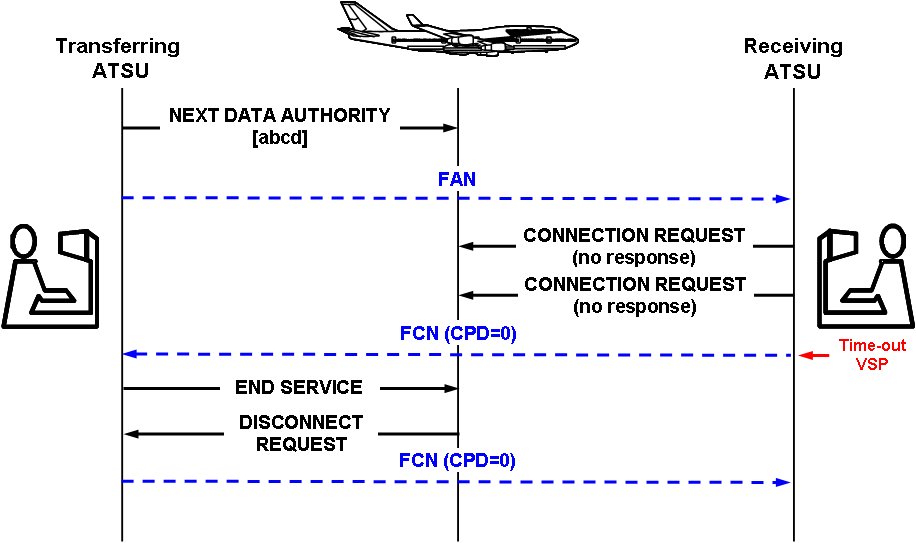 Transferring
ATSU
Receiving
ATSU
NEXT DATA AUTHORITY
[abcd]
FAN
CONNECTION REQUEST
(no response)
CONNECTION REQUEST
(no response)
FCN (CPD=0)
Time-out
VSP
END SERVICE
DISCONNECT
REQUEST
FCN (CPD=0)